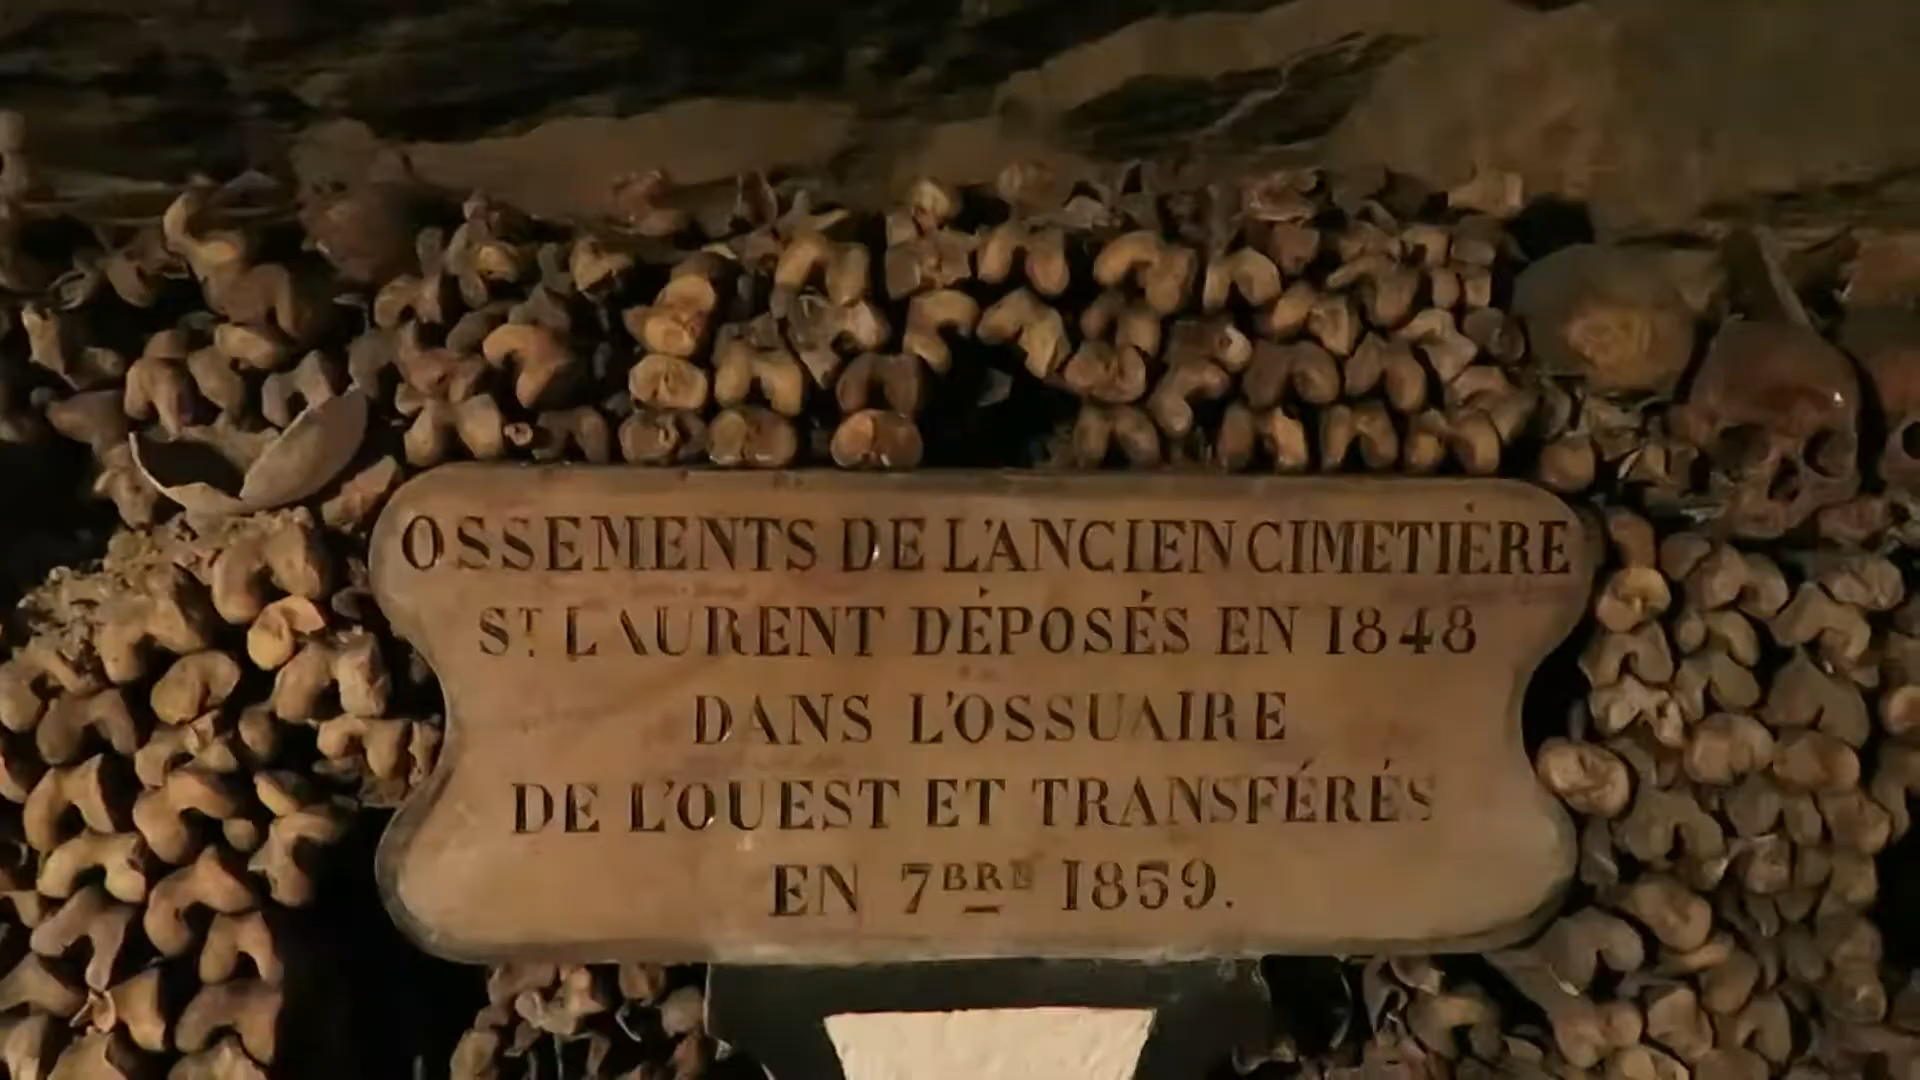 OSSEMENTS DE L'ANCIEN CIMETIÈRE
ST LAURENT DÉPOSÉS EN 1848
DANS L'OSSUAIRE
DE L'OUEST ET TRANSFÉRÉS
EN 7BRE 1859.